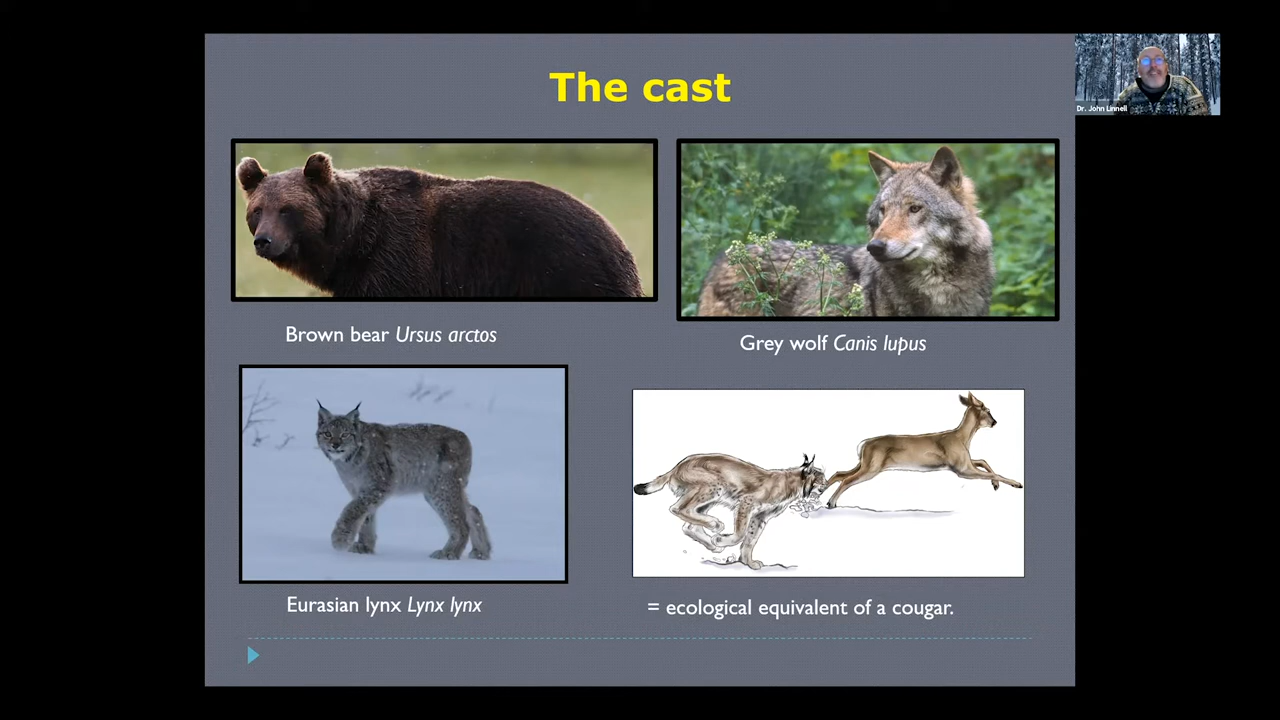 The cast
Dr. John Linnell
Brown bear Ursus arctos
Grey wolf Canis lupus
Eurasian lynx Lynx lynx
= ecological equivalent of a cougar.